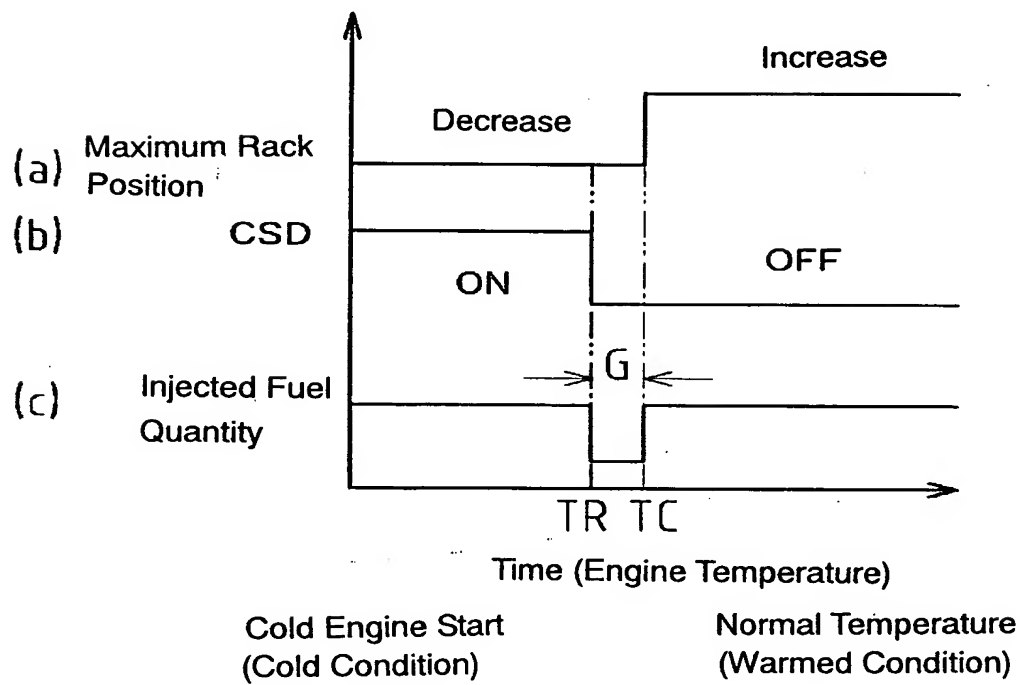 Increase
Decrease
(a) Maximum Rack
Position
(b) CSD
ON
OFF
G
(c) Injected Fuel
Quantity
TR TC
Time (Engine Temperature)
Cold Engine Start
(Cold Condition)
Normal Temperature
(Warmed Condition)